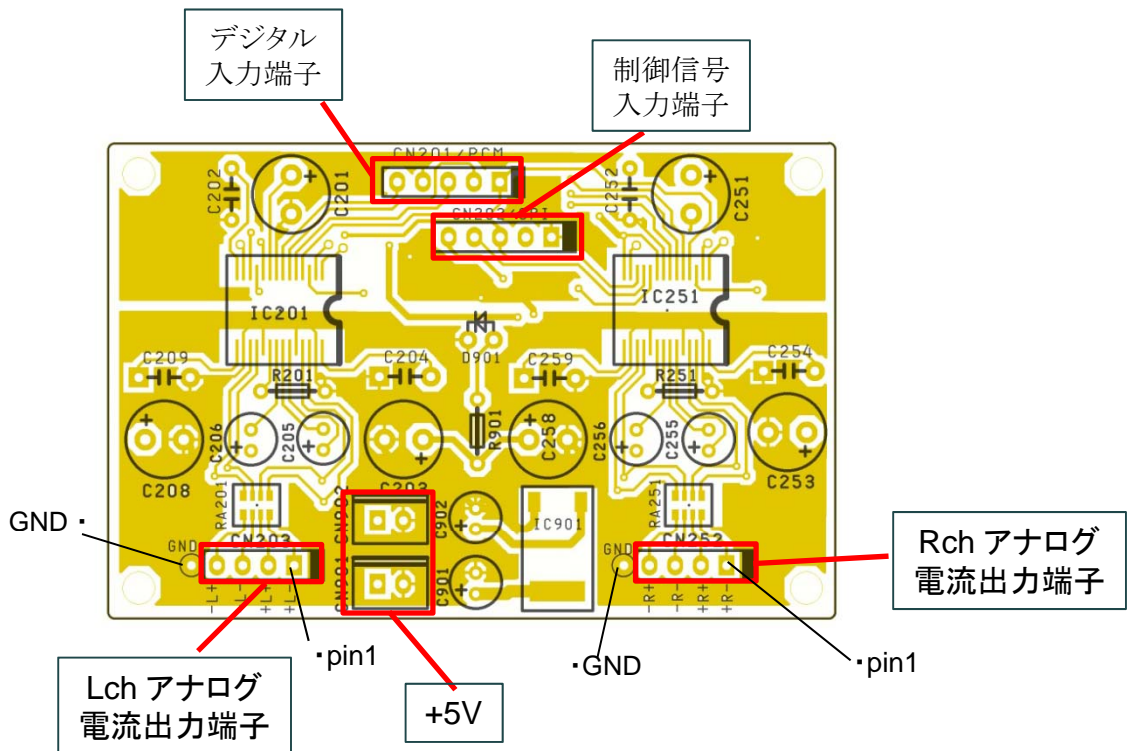 デジタル
入力端子
制御信号
入力端子
CN201/PCM
C202
C201
C252
C251
IC201
IC251
D901
C209
C204
C259
C254
R201
R251
R901
C206
C205
C258
C256
C255
C208
C253
RA201
RA251
C902
IC901
GND・
GND
CN203
C901
GND
CN252
-L+
-L-
+L+
+L-
-R+
-R-
+R+
+R-
Rch アナログ
電流出力端子
・pin1
・GND
・pin1
Lch アナログ
電流出力端子
+5V